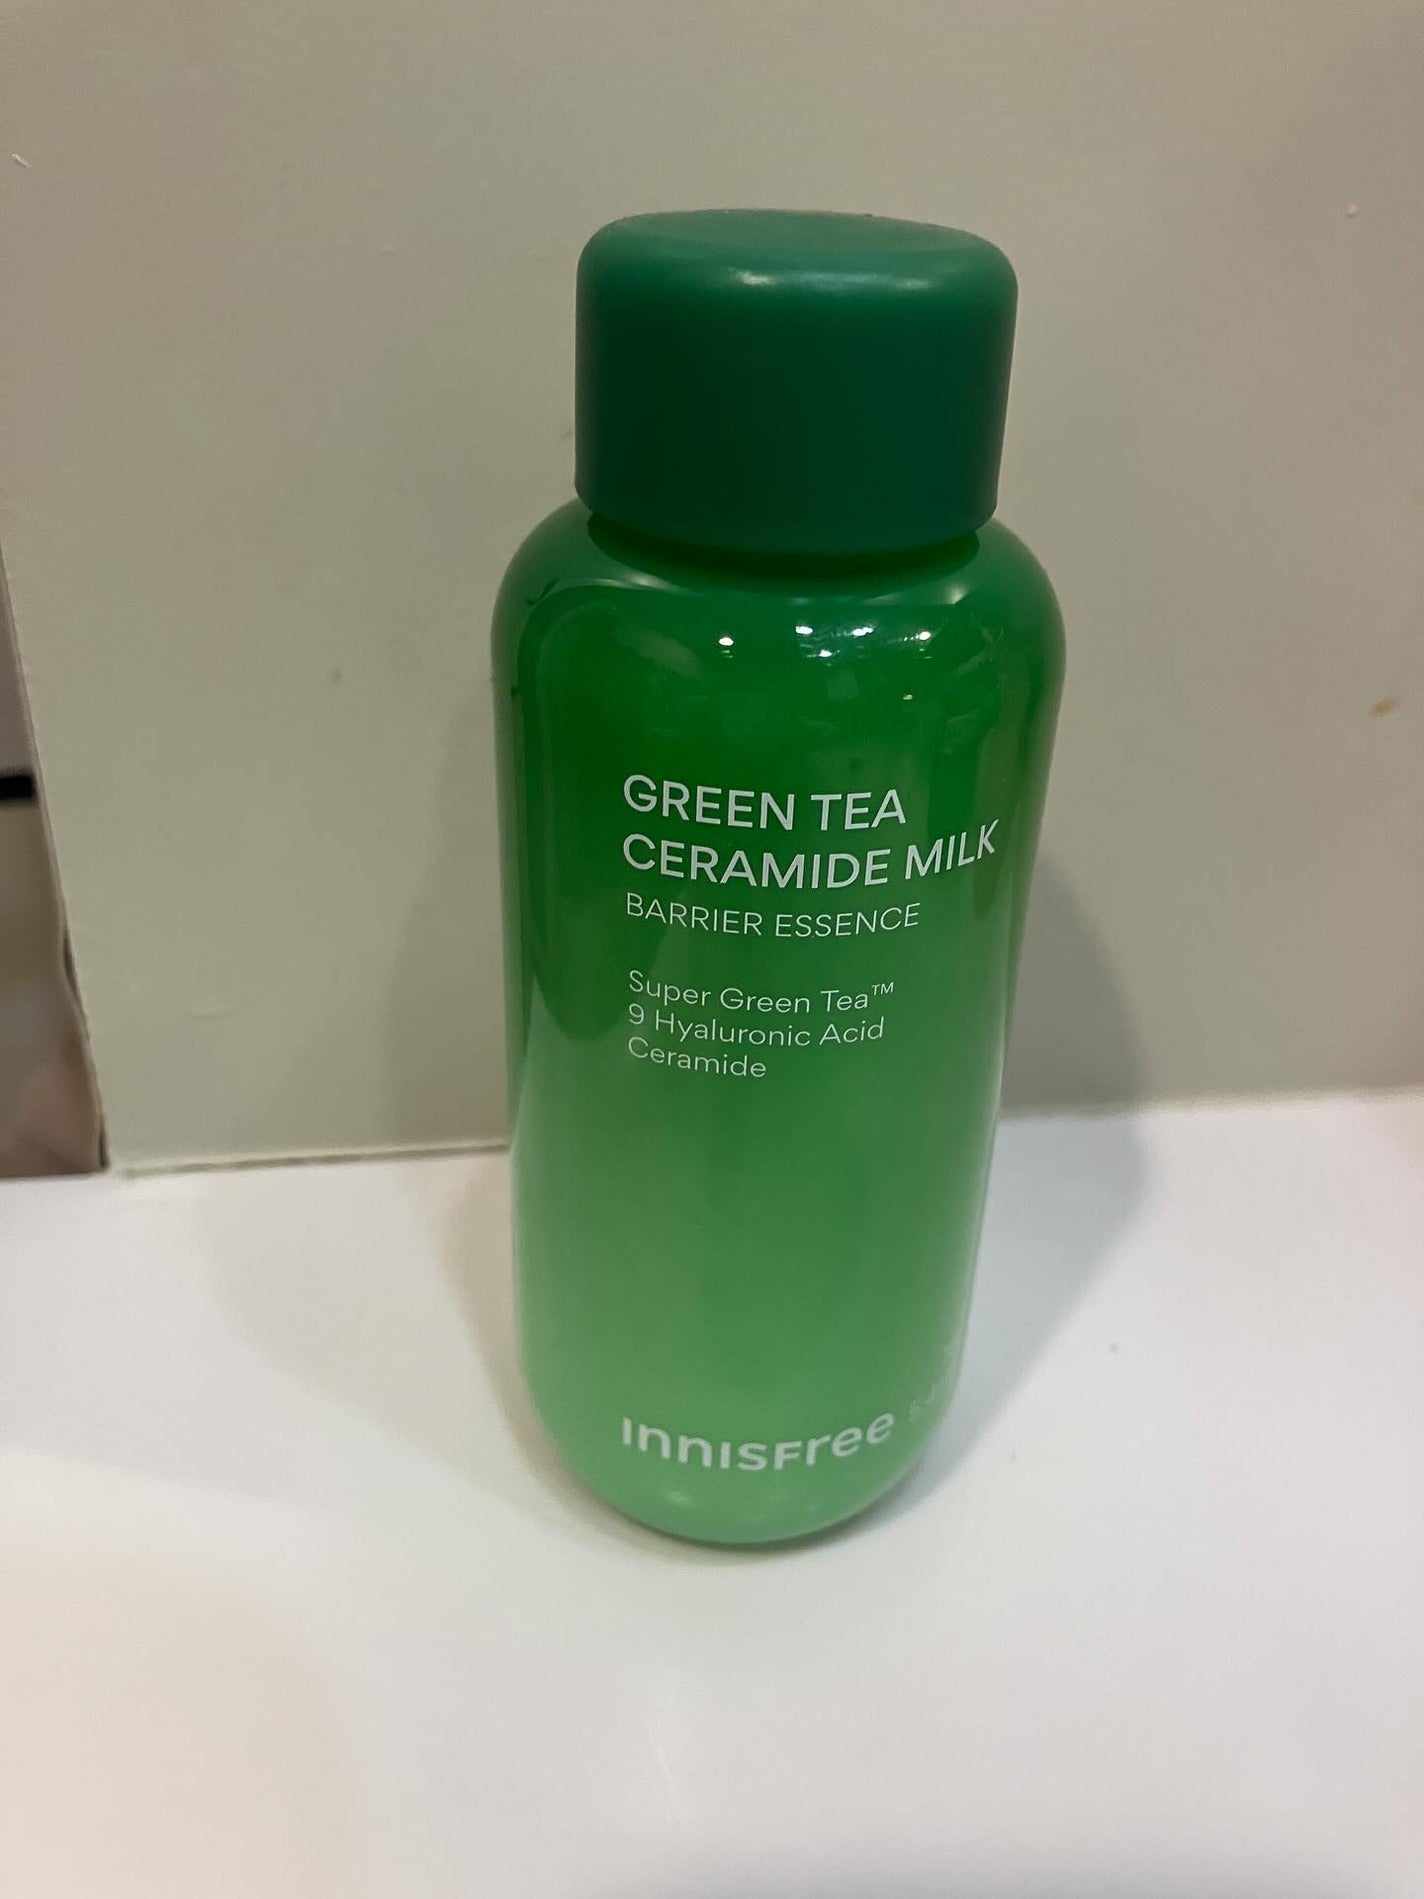 GREEN TEA
CERAMIDE MILK
BARRIER ESSENCE
Super Green Tea™
9 Hyaluronic Acid
Ceramide
INNISFree